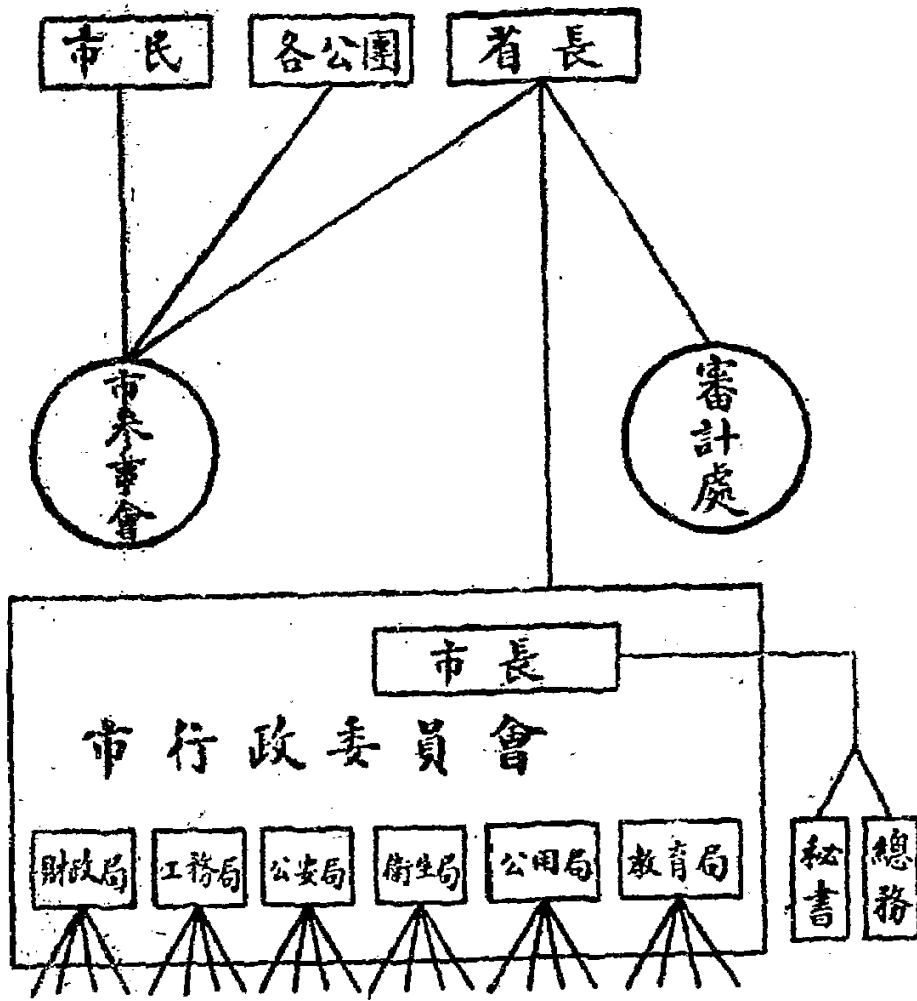 市民
各公團
省長
市參事會
審計處
市長
市行政委員會
財政局
工務局
公安局
衛生局
公用局
教育局
秘書
總務